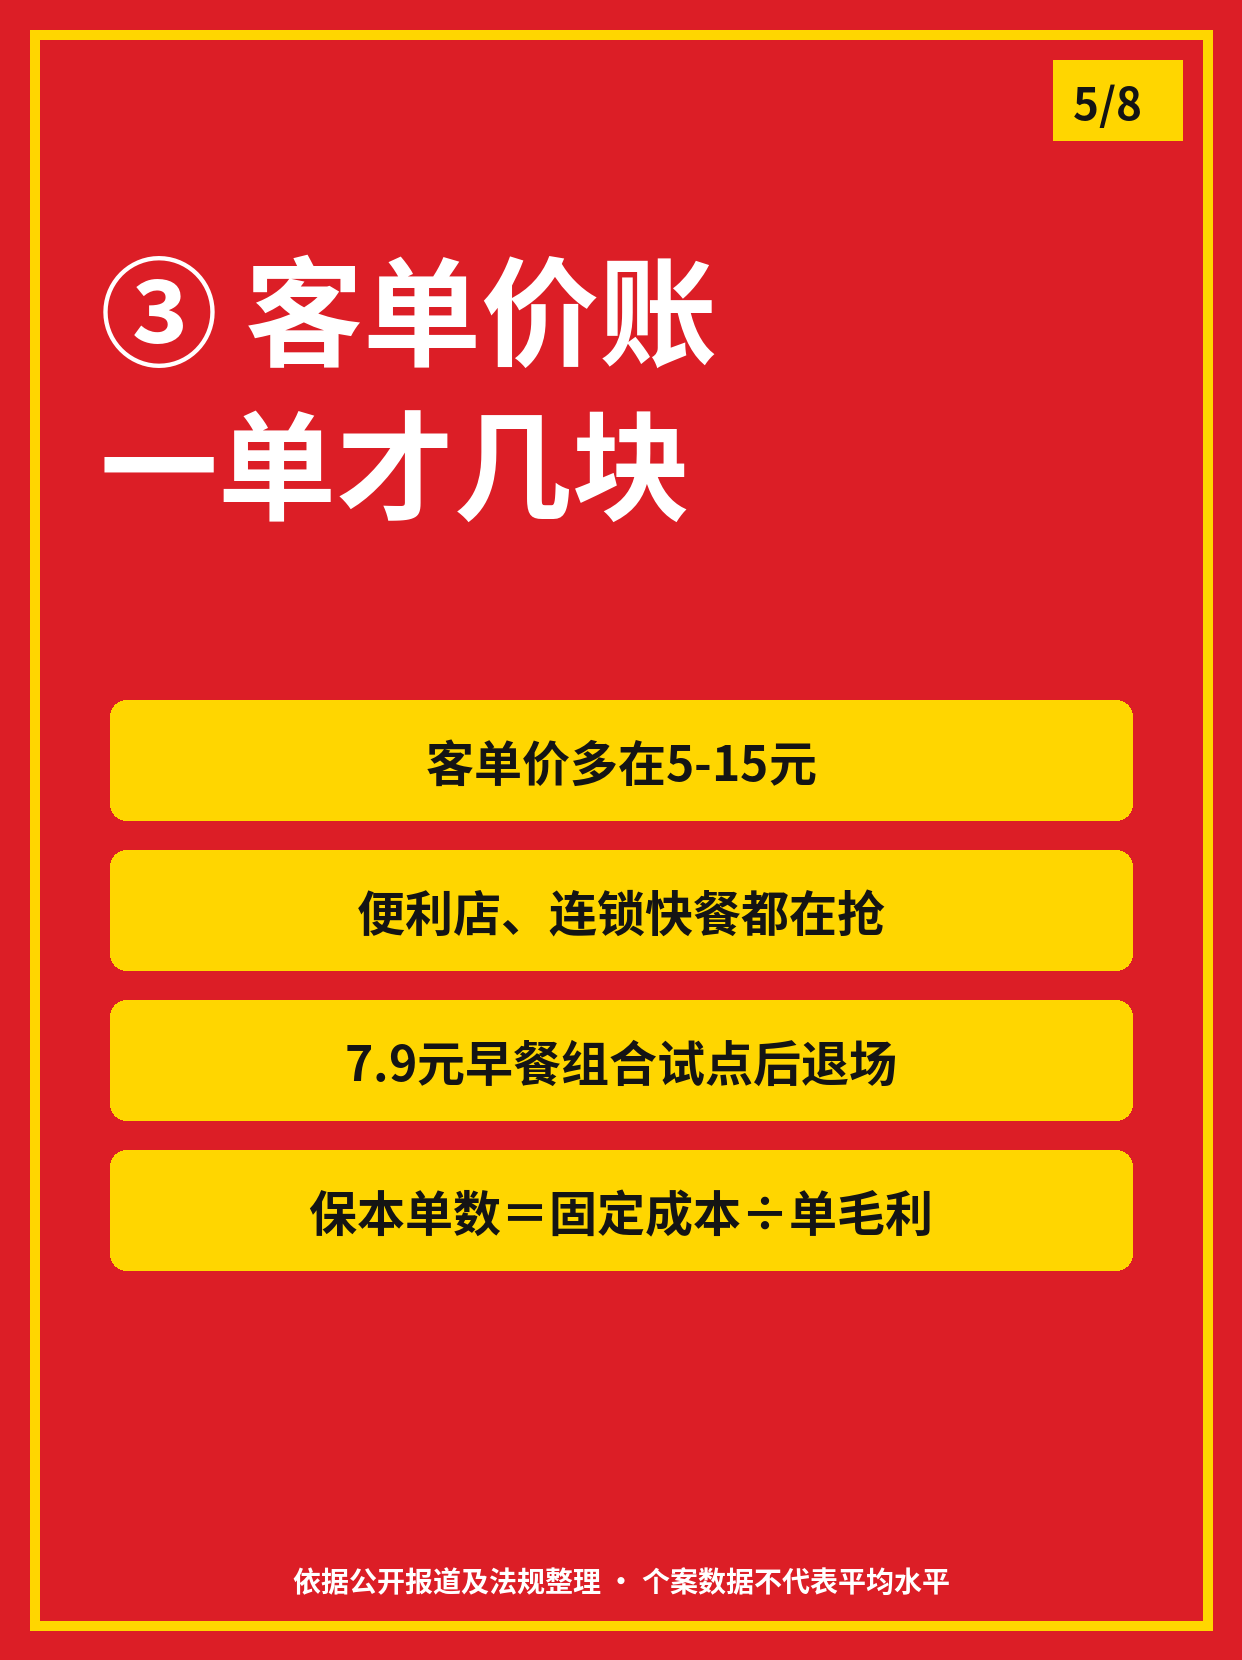 5/8
③ 客单价账
一单才几块
客单价多在5-15元
便利店、连锁快餐都在抢
7.9元早餐组合试点后退场
保本单数＝固定成本÷单毛利
依据公开报道及法规整理 · 个案数据不代表平均水平